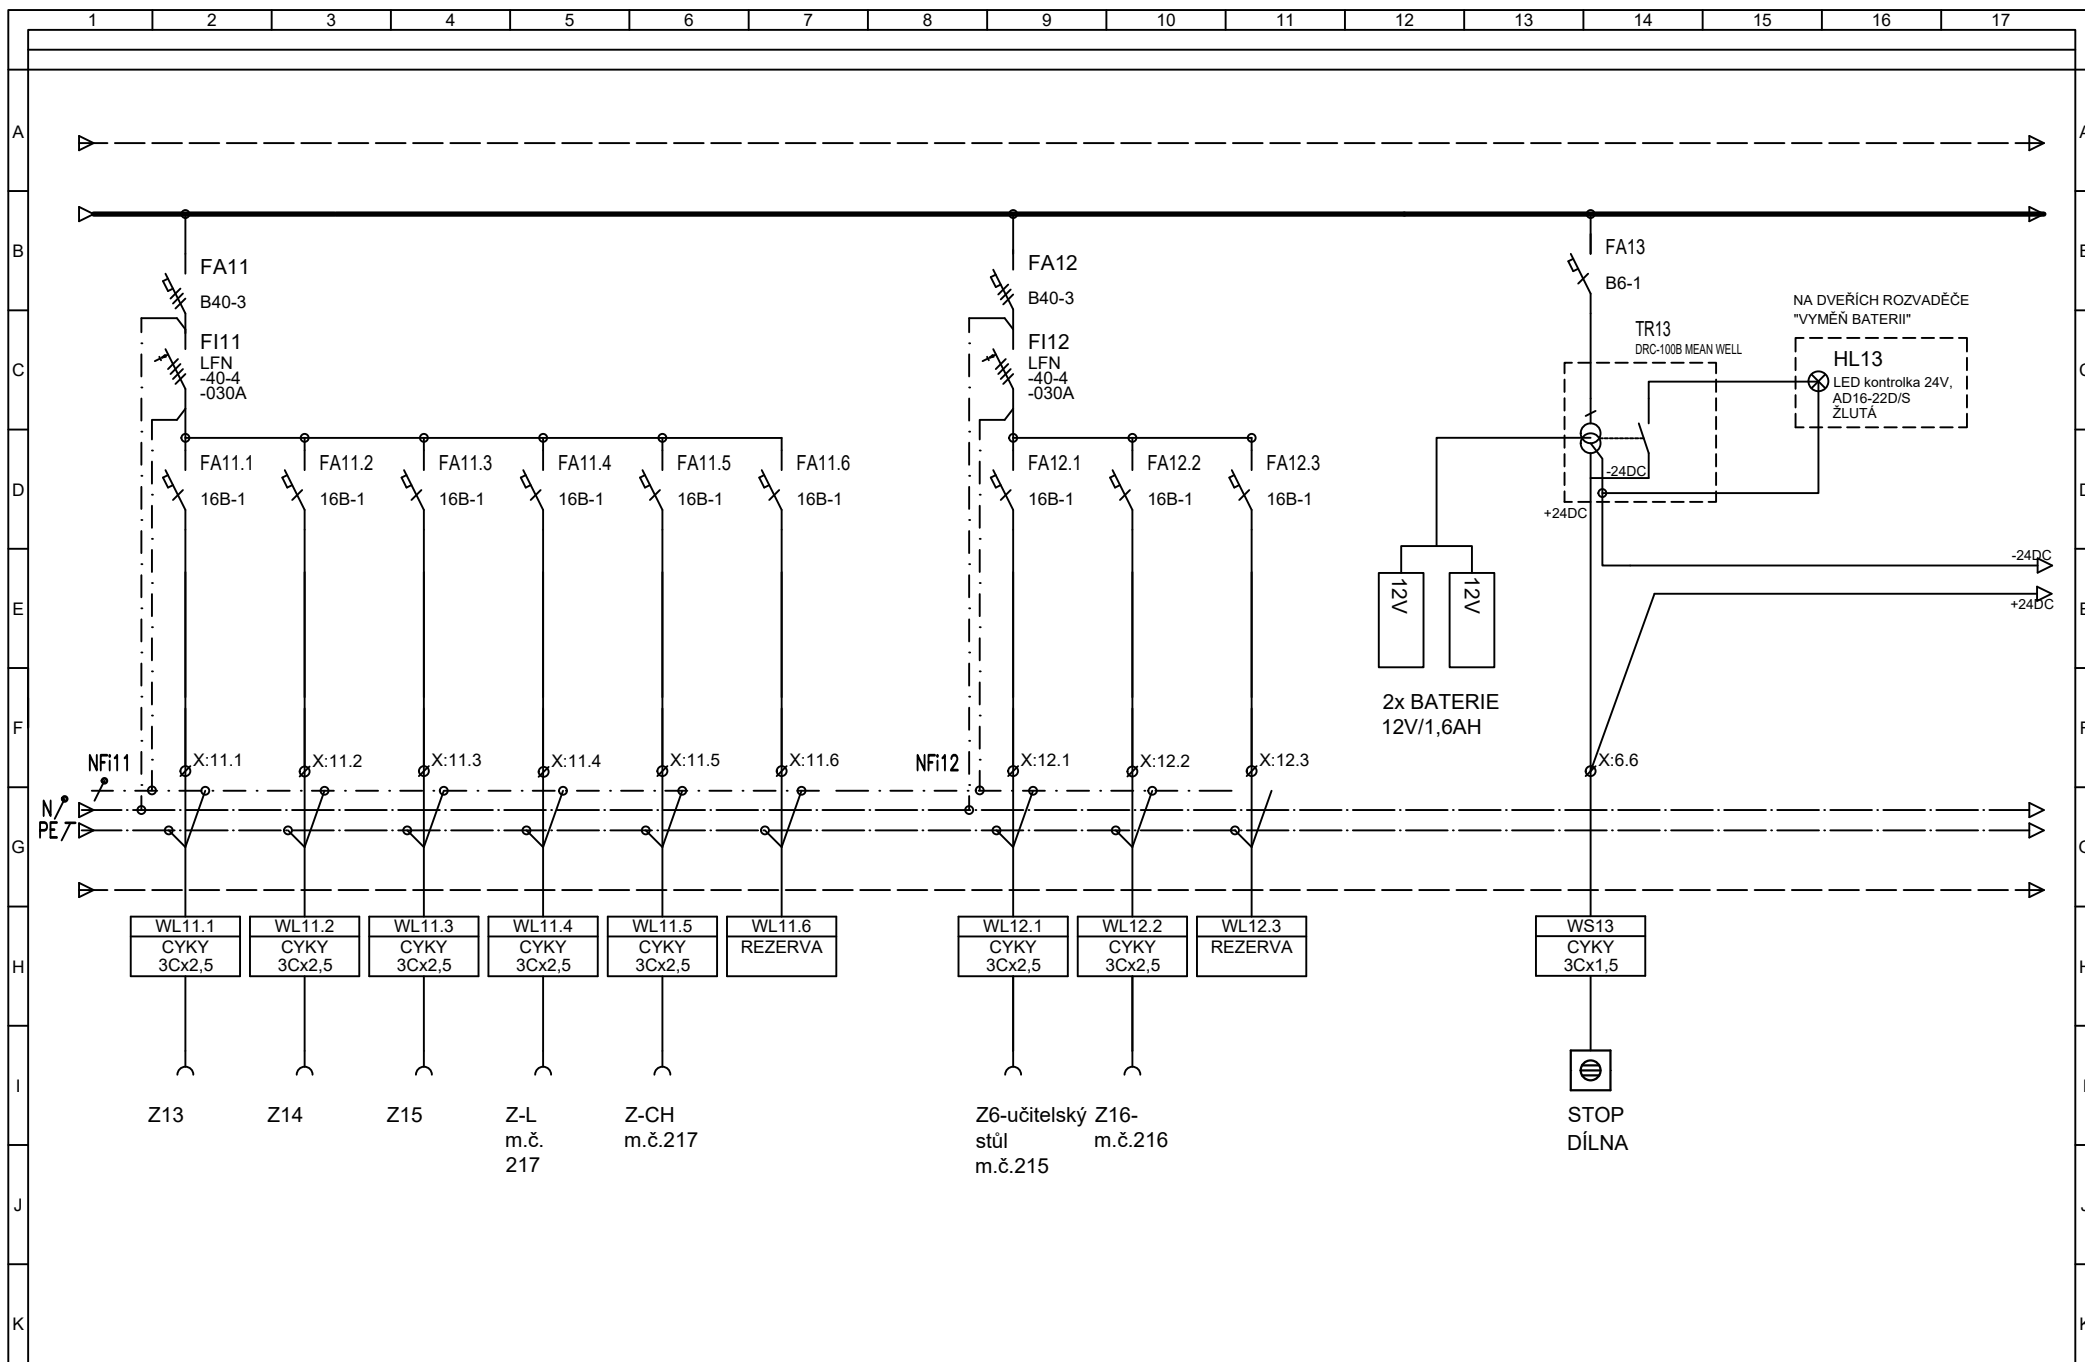 1 2 3 4 5 6 7 8 9 10 11 12 13 14 15 16 17
A
B
FA11
B40-3
FA12
B40-3
FA13
B6-1
NA DVEŘÍCH ROZVADĚČE
"VYMĚŇ BATERII"
C
FI11
LFN
-40-4
-030A
FI12
LFN
-40-4
-030A
TR13
DRC-100B MEAN WELL
HL13
LED kontrolka 24V,
AD16-22D/S
ŽLUTÁ
D
FA11.1 FA11.2 FA11.3 FA11.4 FA11.5 FA11.6 FA12.1 FA12.2 FA12.3
16B-1 16B-1 16B-1 16B-1 16B-1 16B-1 16B-1 16B-1 16B-1
-24DC
+24DC
-24DC
E
12V 12V
+24DC
2x BATERIE
12V/1,6AH
F
NFi11 X:11.1 X:11.2 X:11.3 X:11.4 X:11.5 X:11.6 NFi12 X:12.1 X:12.2 X:12.3 X:6.6
N
PE
G
H
WL11.1
CYKY
3Cx2,5
WL11.2
CYKY
3Cx2,5
WL11.3
CYKY
3Cx2,5
WL11.4
CYKY
3Cx2,5
WL11.5
CYKY
3Cx2,5
WL11.6
REZERVA
WL12.1
CYKY
3Cx2,5
WL12.2
CYKY
3Cx2,5
WL12.3
REZERVA
WS13
CYKY
3Cx1,5
I
Z13
Z14
Z15
Z-L
m.č.
217
Z-CH
m.č.217
Z6-učitelský
stůl
m.č.215
Z16-
m.č.216
STOP
DÍLNA
J
K